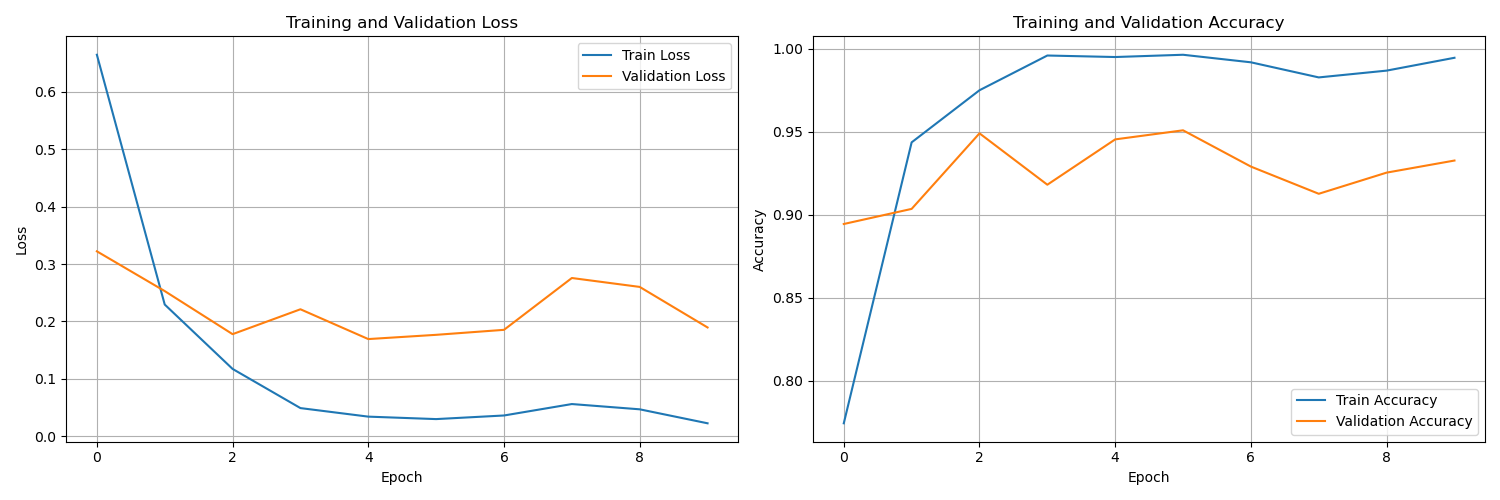 Training and Validation Loss
Train Loss
Validation Loss
0.6
0.5
0.4
0.3
0.2
0.1
0.0
Loss
0 2 4 6 8
Epoch
Training and Validation Accuracy
1.00
0.95
0.90
0.85
0.80
Accuracy
Train Accuracy
Validation Accuracy
0 2 4 6 8
Epoch